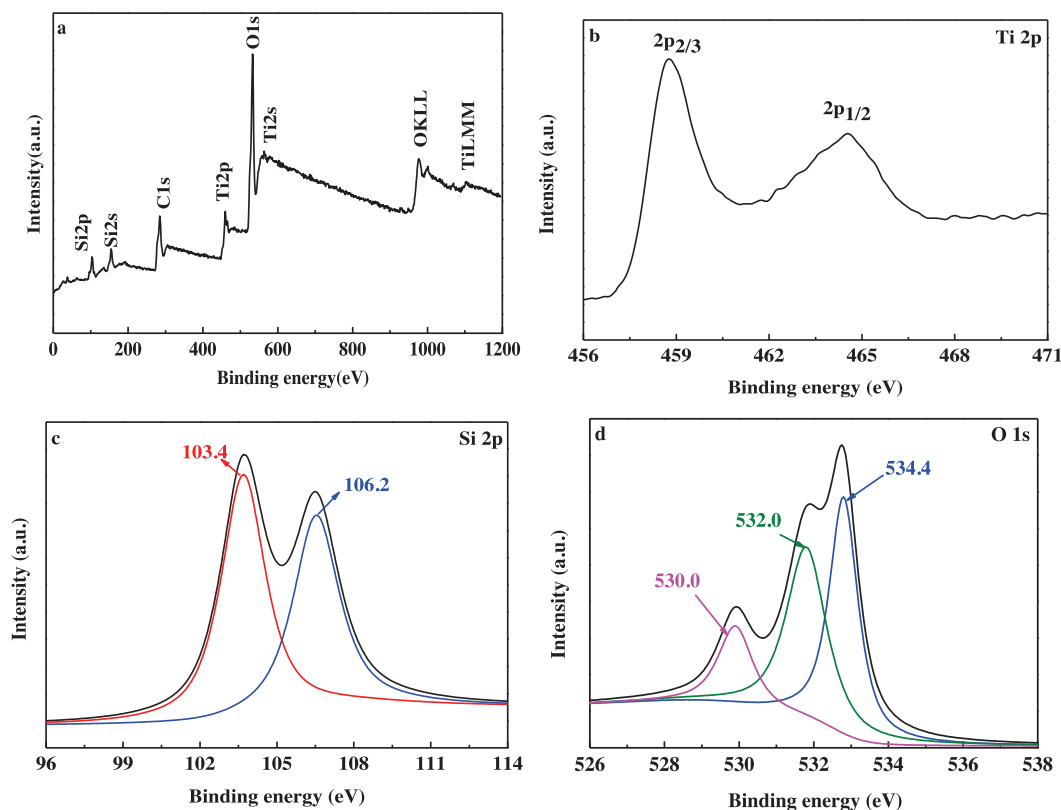 a
Intensity(a.u.)
Si2p
Si2s
C1s
Ti2p
O1s
Ti2s
OKLL
TiLMM
0 200 400 600 800 1000 1200
Binding energy(eV)
b
Ti 2p
Intensity (a.u.)
2p2/3
2p1/2
456 459 462 465 468 471
Binding energy (eV)
c
Si 2p
Intensity (a.u.)
103.4
106.2
96 99 102 105 108 111 114
Binding energy (eV)
d
O 1s
Intensity (a.u.)
534.4
532.0
530.0
526 528 530 532 534 536 538
Binding energy (eV)